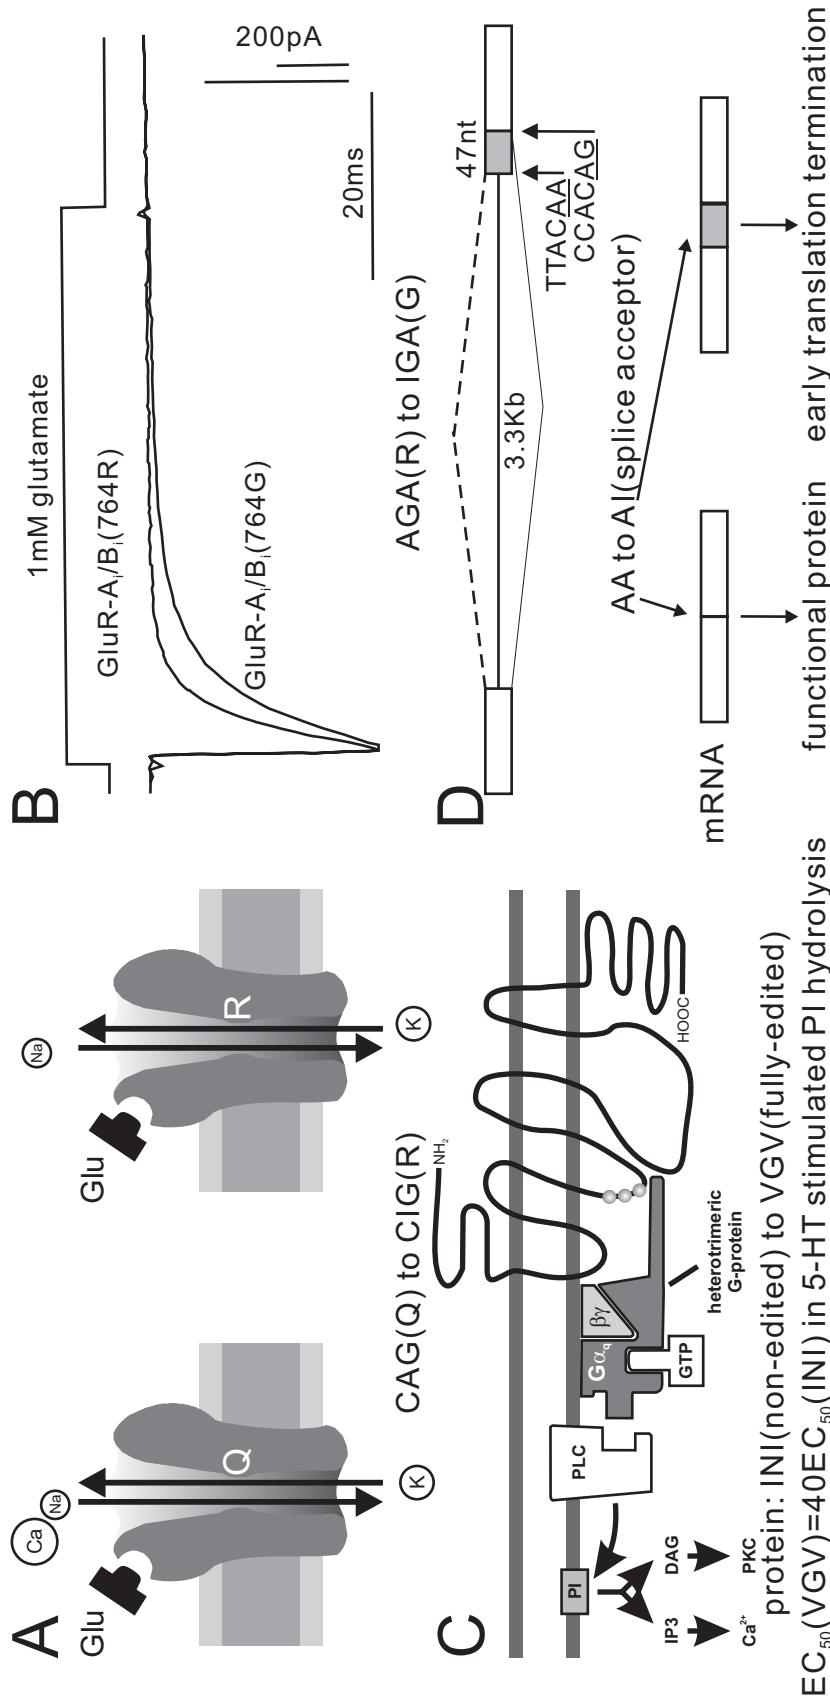 A
Glu
Ca
Na
Q
K
Glu
Na
R
K
CAG(Q) to CIG(R)
B
1mM glutamate
GluR-Aᵢ/Bᵢ(764R)
GluR-Aᵢ/Bᵢ(764G)
200pA
20ms
AGA(R) to IGA(G)
C
NH₂
HOOC
PI
PLC
Gαq
βγ
GTP
heterotrimeric
G-protein
IP3
DAG
Ca²⁺
PKC
protein: INI(non-edited) to VGV(fully-edited)
EC₅₀(VGV)=40EC₅₀(INI) in 5-HT stimulated PI hydrolysis
D
47nt
3.3Kb
TTACAA
CCACAG
AA to AI(splice acceptor)
mRNA
functional protein
early translation termination